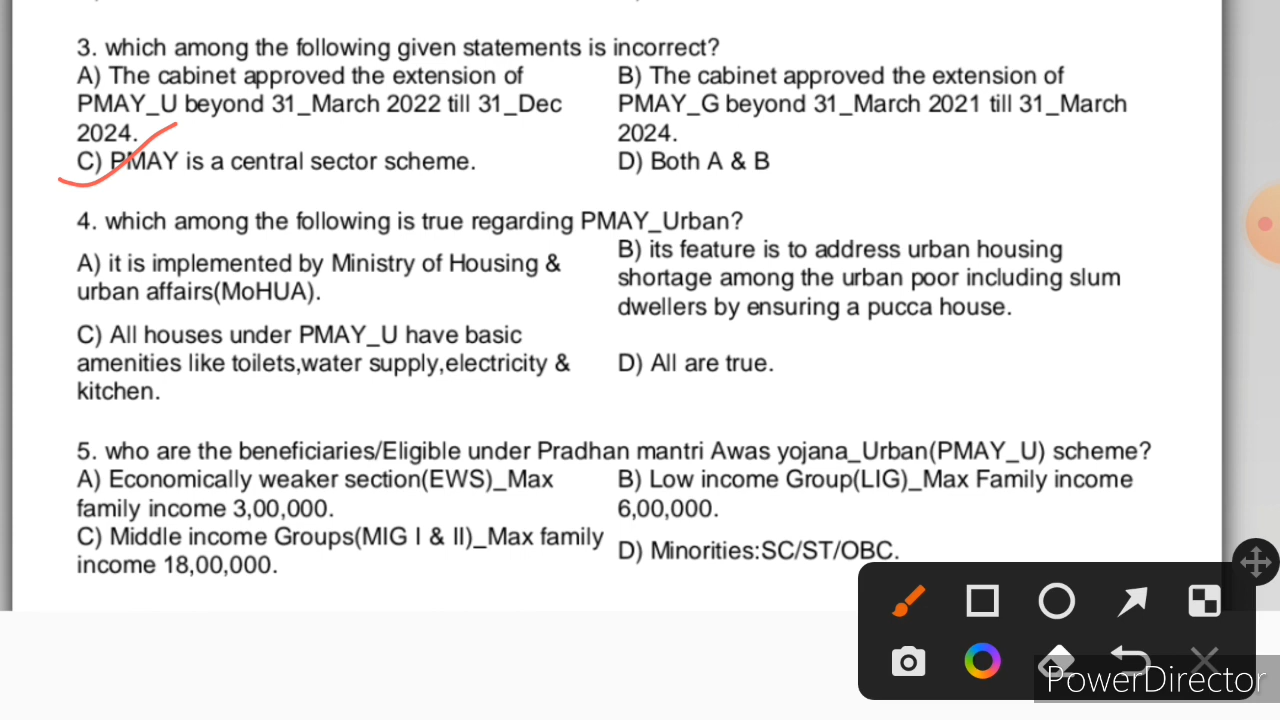 3. which among the following given statements is incorrect?
A) The cabinet approved the extension of
PMAY_U beyond 31_March 2022 till 31_Dec
2024.
B) The cabinet approved the extension of
PMAY_G beyond 31_March 2021 till 31_March
2024.
C) PMAY is a central sector scheme.
D) Both A & B
4. which among the following is true regarding PMAY_Urban?
A) it is implemented by Ministry of Housing &
urban affairs(MoHUA).
B) its feature is to address urban housing
shortage among the urban poor including slum
dwellers by ensuring a pucca house.
C) All houses under PMAY_U have basic
amenities like toilets,water supply,electricity &
kitchen.
D) All are true.
5. who are the beneficiaries/Eligible under Pradhan mantri Awas yojana_Urban(PMAY_U) scheme?
A) Economically weaker section(EWS)_Max
family income 3,00,000.
B) Low income Group(LIG)_Max Family income
6,00,000.
C) Middle income Groups(MIG I & II)_Max family
income 18,00,000.
D) Minorities:SC/ST/OBC.
PowerDirector